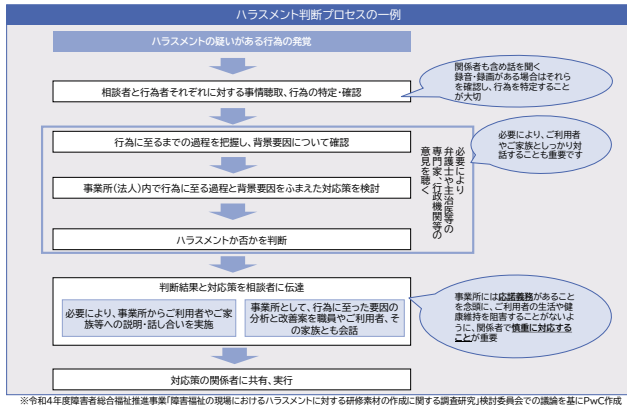 ハラスメント判断プロセスの一例
ハラスメントの疑いがある行為の発覚
関係者も含め話を聞く
録音・録画がある場合はそれら
を確認し、行為を特定すること
が大切
相談者と行為者それぞれに対する事情聴取、行為の特定・確認
行為に至るまでの過程を把握し、背景要因について確認
事業所(法人)内で行為に至る過程と背景要因をふまえた対応策を検討
ハラスメントか否かを判断
必要により
弁護士や主治医等の
専門家、行政機関等の
意見を聴く
必要により、ご利用者
やご家族としっかり対
話することも重要です
判断結果と対応策を相談者に伝達
必要により、事業所からご利用者やご家
族等への説明・話し合いを実施
事業所として、行為に至った要因の
分析と改善案を職員やご利用者、そ
の家族とも会話
事業所には応諾義務があること
を念頭に、ご利用者の生活や健
康維持を阻害することがないよ
うに、関係者で慎重に対応する
ことが重要
対応策の関係者に共有、実行
※令和4年度障害者総合福祉推進事業「障害福祉の現場におけるハラスメントに対する研修素材の作成に関する調査研究」検討委員会での議論を基にPwC作成